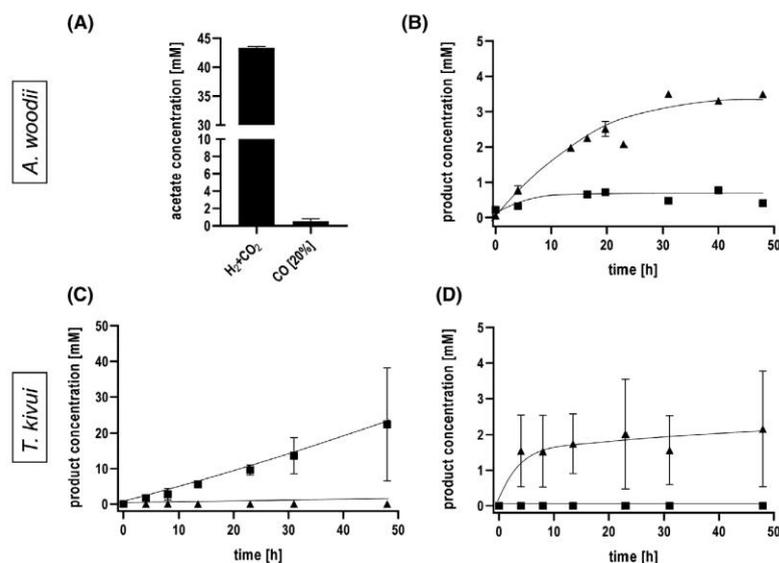 (A)
(B)
A. woodii
acetate concentration [mM]
45
40
35
30
10
8
6
4
2
0
H₂+CO₂
CO [20%]
product concentration [mM]
5
4
3
2
1
0
0 10 20 30 40 50
time [h]
(C)
(D)
T. kivui
product concentration [mM]
50
40
30
20
10
0
0 10 20 30 40 50
time [h]
product concentration [mM]
5
4
3
2
1
0
0 10 20 30 40 50
time [h]